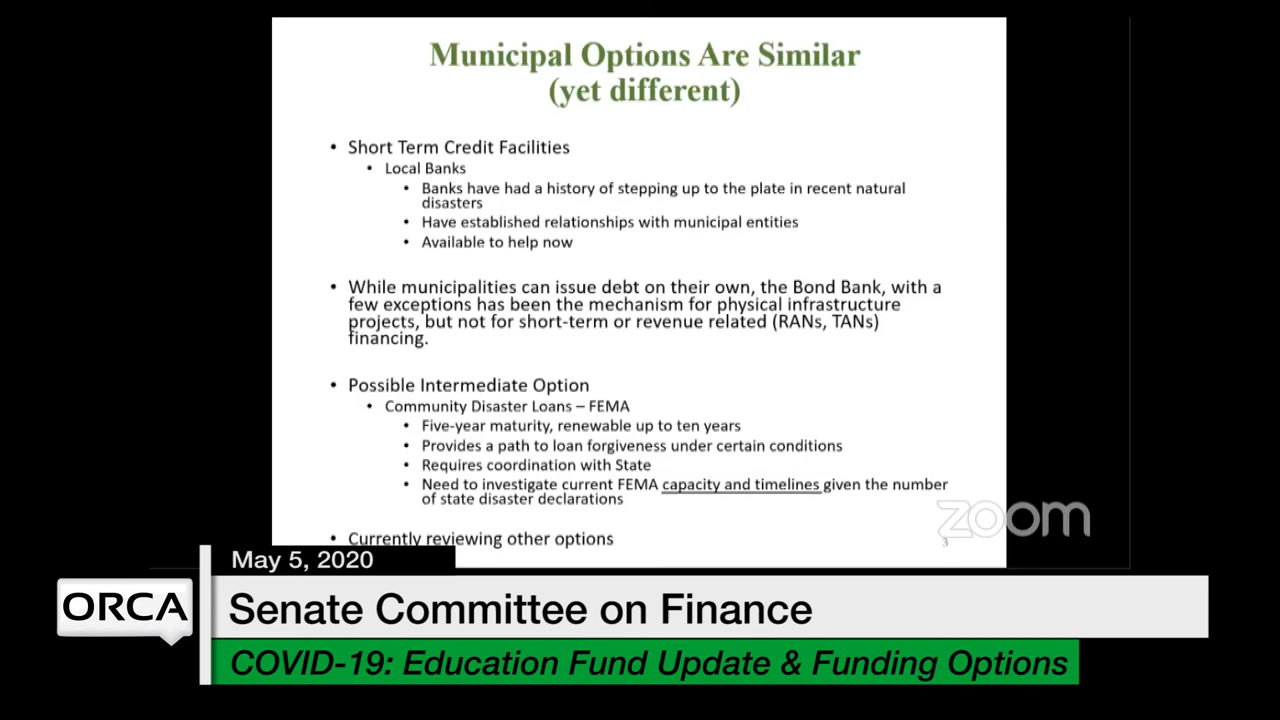 Municipal Options Are Similar
(yet different)
• Short Term Credit Facilities
• Local Banks
• Banks have had a history of stepping up to the plate in recent natural
disasters
• Have established relationships with municipal entities
• Available to help now
• While municipalities can issue debt on their own, the Bond Bank, with a
few exceptions has been the mechanism for physical infrastructure
projects, but not for short-term or revenue related (RANs, TANs)
financing.
• Possible Intermediate Option
• Community Disaster Loans – FEMA
• Five-year maturity, renewable up to ten years
• Provides a path to loan forgiveness under certain conditions
• Requires coordination with State
• Need to investigate current FEMA capacity and timelines given the number
of state disaster declarations
• Currently reviewing other options
3
zoom
May 5, 2020
ORCA
Senate Committee on Finance
COVID-19: Education Fund Update & Funding Options